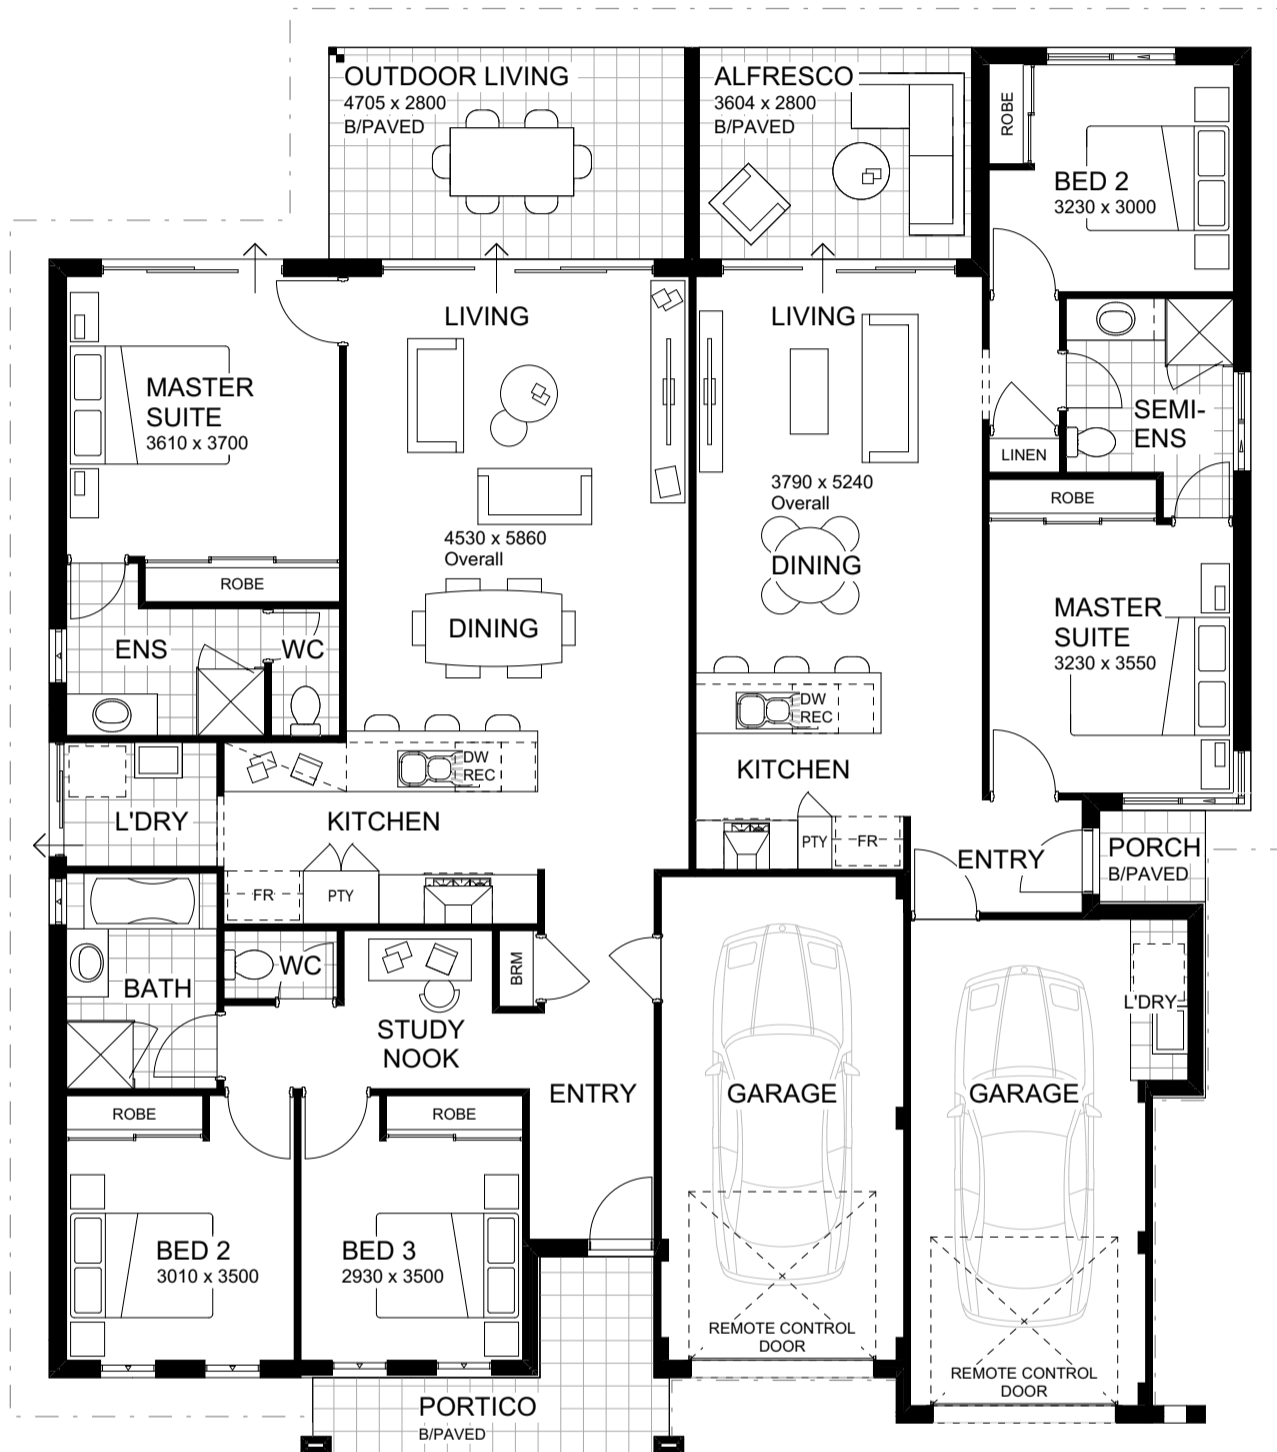 OUTDOOR LIVING
4705 x 2800
B/PAVED
ALFRESCO
3604 x 2800
B/PAVED
ROBE
BED 2
3230 x 3000
LIVING
LIVING
MASTER
SUITE
3610 x 3700
SEMI-
ENS
LINEN
3790 x 5240
Overall
ROBE
4530 x 5860
Overall
DINING
ROBE
DINING
MASTER
SUITE
3230 x 3550
ENS
WC
DW
REC
DW
REC
KITCHEN
L'DRY
KITCHEN
PTY
FR
ENTRY
PORCH
B/PAVED
FR
PTY
WC
BRM
BATH
L'DRY
STUDY
NOOK
ENTRY
GARAGE
GARAGE
ROBE
ROBE
BED 2
3010 x 3500
BED 3
2930 x 3500
REMOTE CONTROL
DOOR
REMOTE CONTROL
DOOR
PORTICO
B/PAVED